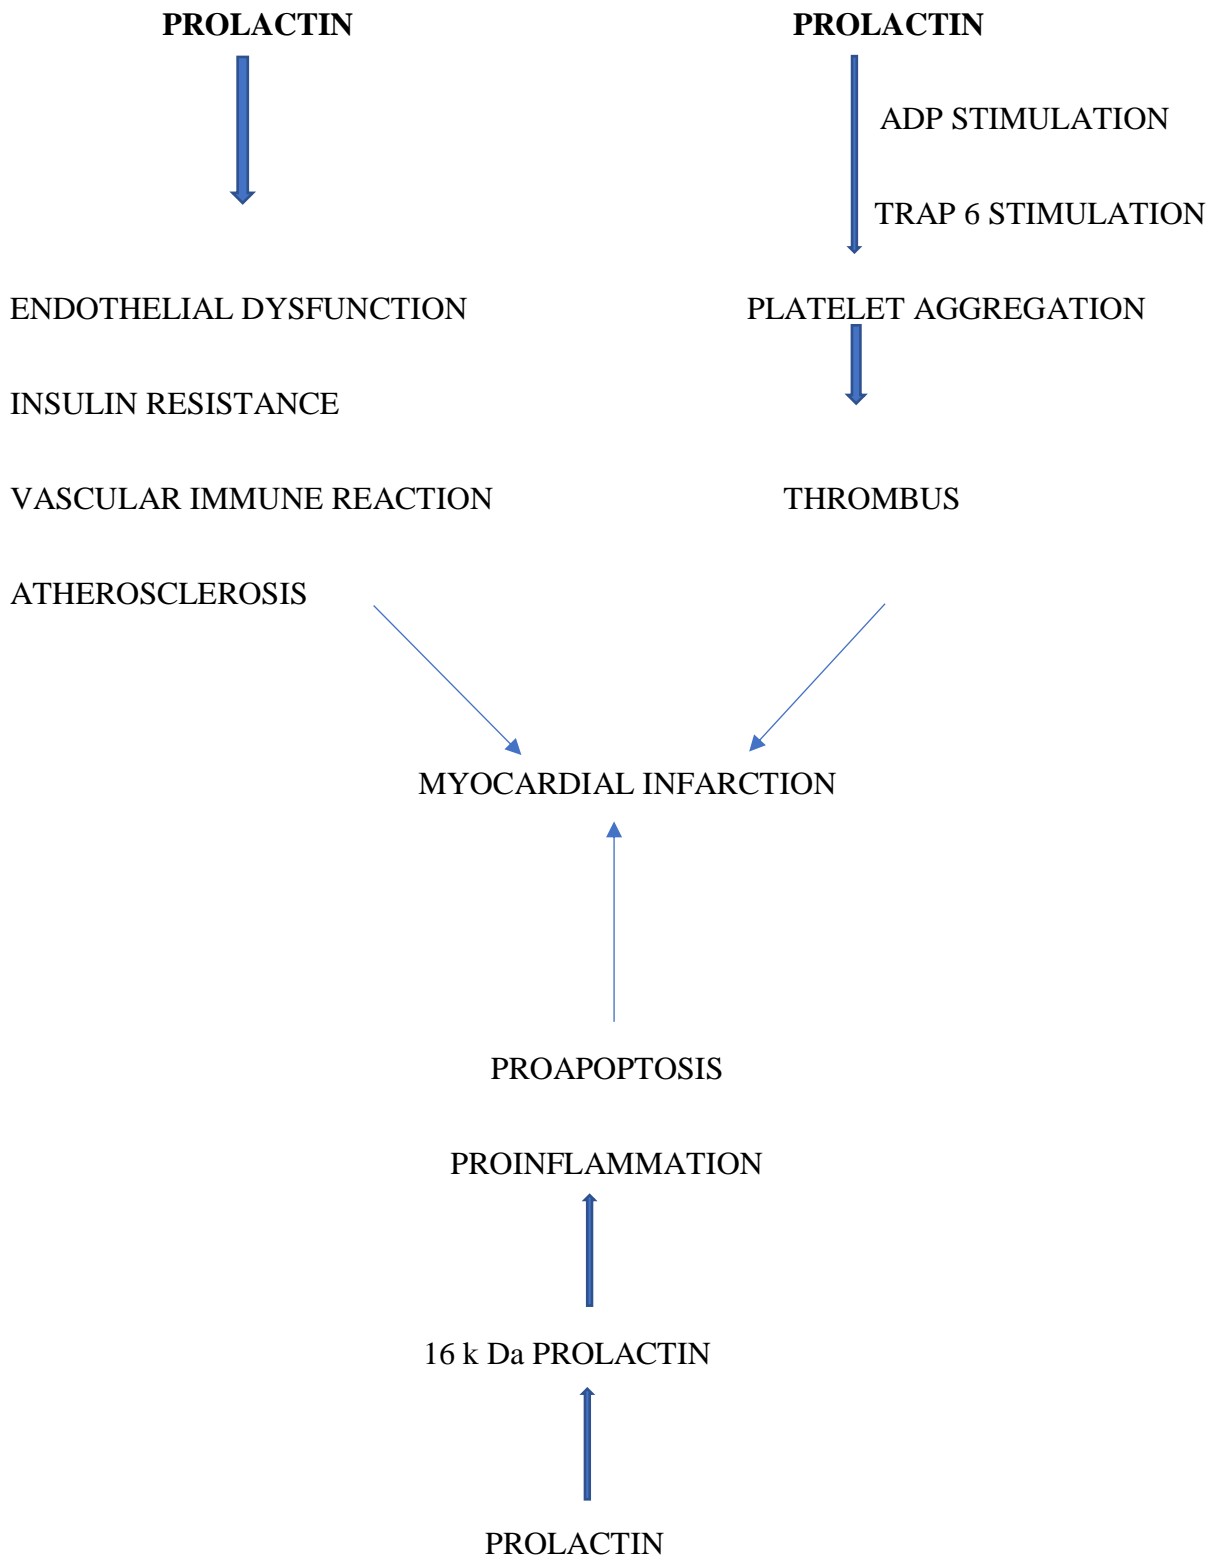 PROLACTIN
PROLACTIN
ADP STIMULATION
TRAP 6 STIMULATION
ENDOTHELIAL DYSFUNCTION
PLATELET AGGREGATION
INSULIN RESISTANCE
VASCULAR IMMUNE REACTION
THROMBUS
ATHEROSCLEROSIS
MYOCARDIAL INFARCTION
PROAPOPTOSIS
PROINFLAMMATION
16 k Da PROLACTIN
PROLACTIN